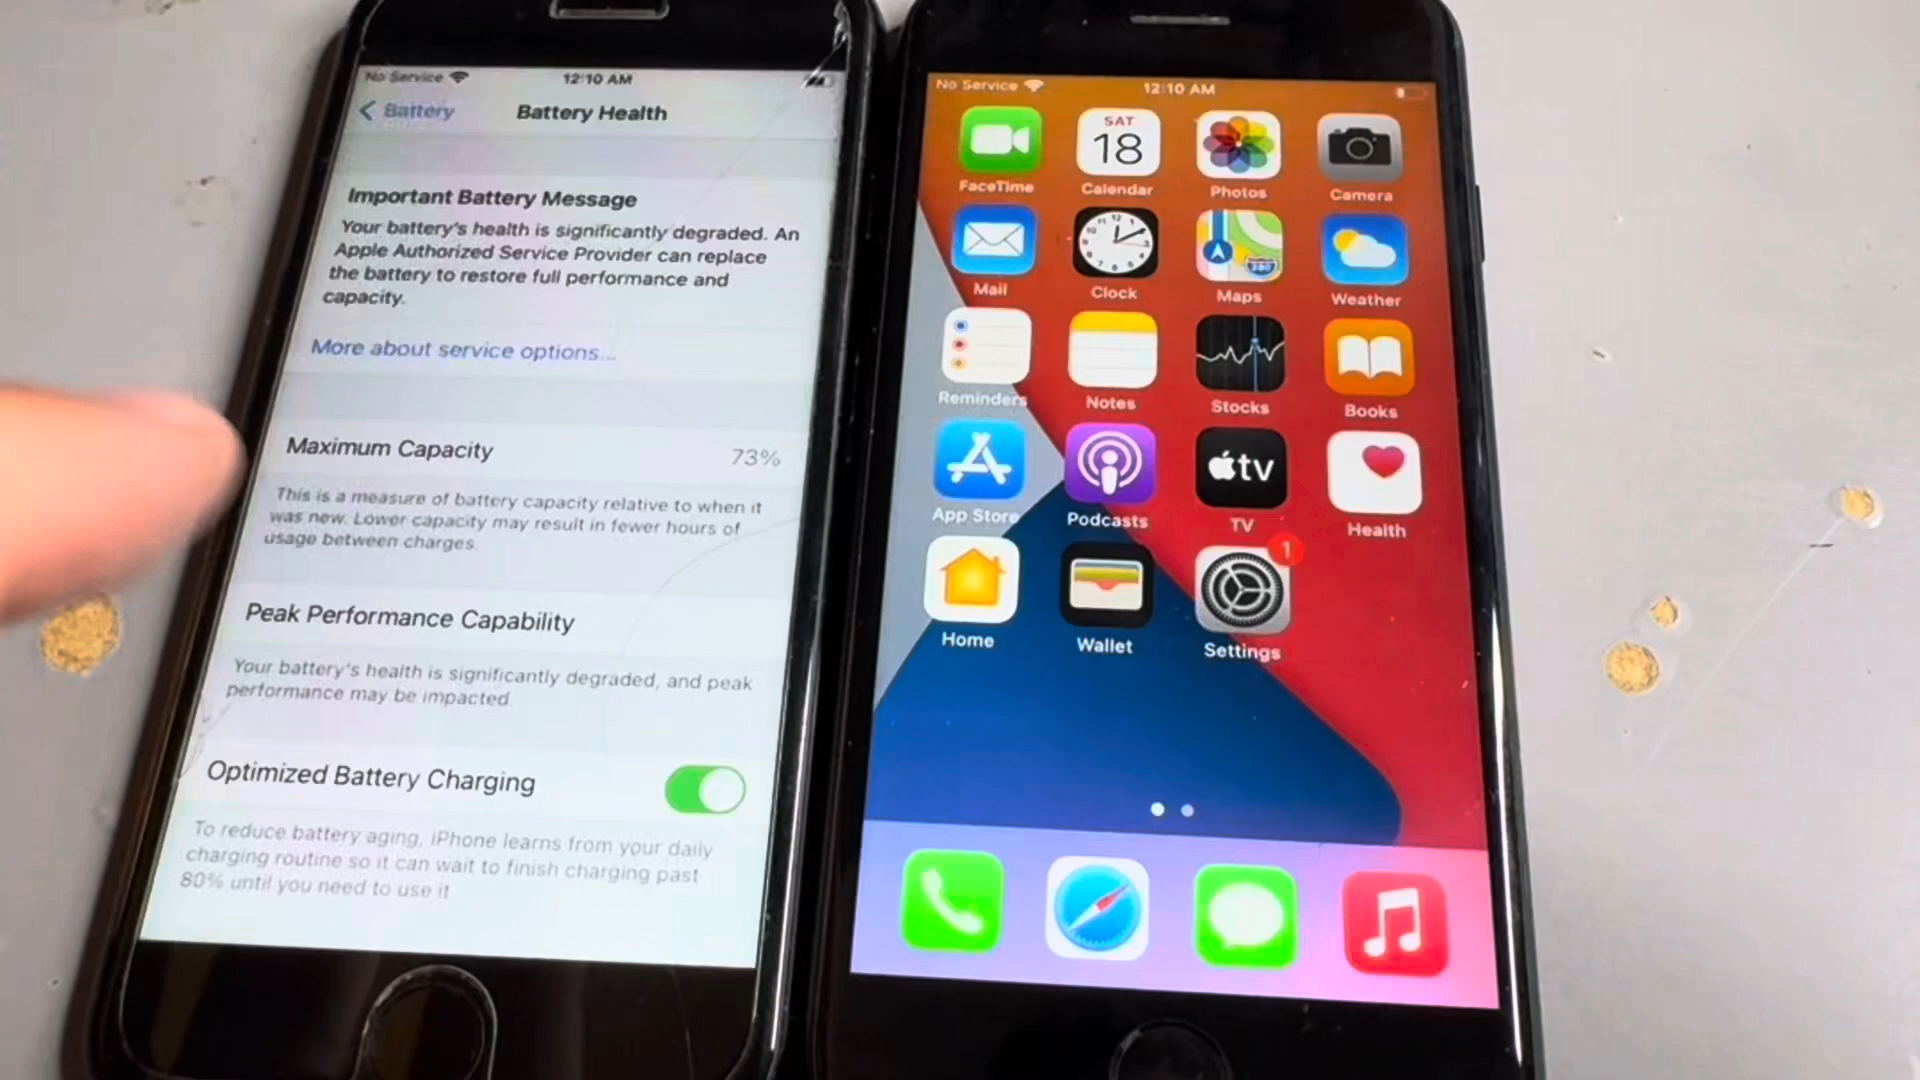 No Service
12:10 AM
Battery
Battery Health
Important Battery Message
Your battery's health is significantly degraded. An
Apple Authorized Service Provider can replace
the battery to restore full performance and
capacity.
More about service options...
Maximum Capacity
73%
This is a measure of battery capacity relative to when it
was new. Lower capacity may result in fewer hours of
usage between charges.
Peak Performance Capability
Your battery's health is significantly degraded, and peak
performance may be impacted
Optimized Battery Charging
To reduce battery aging, iPhone learns from your daily
charging routine so it can wait to finish charging past
80% until you need to use it
No Service
12:10 AM
SAT
18
FaceTime
Calendar
Photos
Camera
280
Mail
Clock
Maps
Weather
Reminders
Notes
Stocks
Books
tv
App Store
Podcasts
TV
Health
1
Home
Wallet
Settings